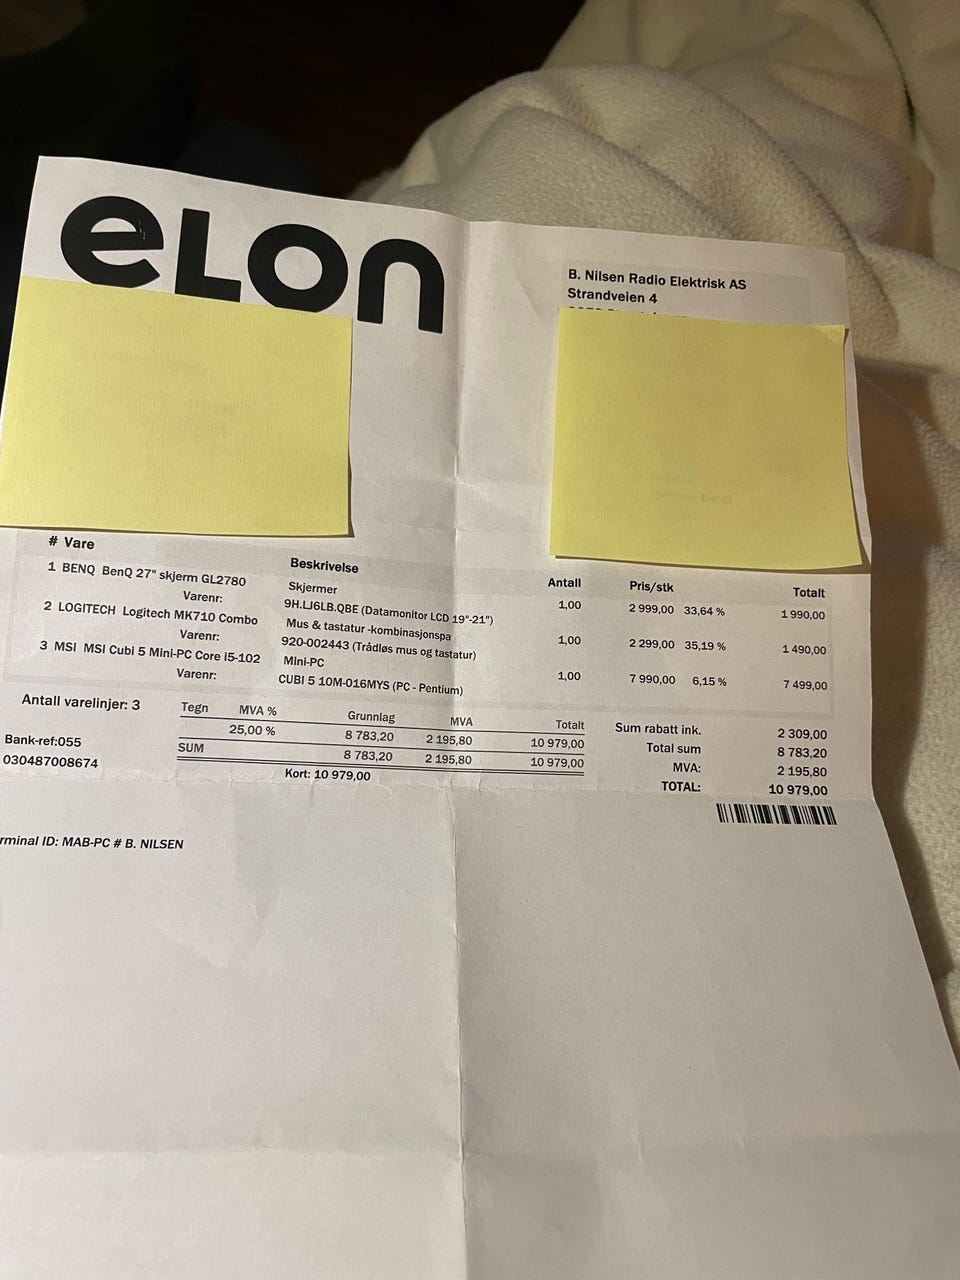 eLon
B. Nilsen Radio Elektrisk AS
Strandveien 4
# Vare Beskrivelse Antall Pris/stk Totalt
1 BENQ BenQ 27" skjerm GL2780 Skjermer 1,00 2 999,00 33,64 % 1 990,00
Varenr: 9H.LJ6LB.QBE (Datamonitor LCD 19"-21")
2 LOGITECH Logitech MK710 Combo Mus & tastatur -kombinasjonspa 1,00 2 299,00 35,19 % 1 490,00
Varenr: 920-002443 (Trådløs mus og tastatur)
3 MSI MSI Cubi 5 Mini-PC Core i5-102 Mini-PC 1,00 7 990,00 6,15 % 7 499,00
Varenr: CUBI 5 10M-016MYS (PC - Pentium)
Antall varelinjer: 3
Tegn MVA % Grunnlag MVA Totalt
25,00 % 8 783,20 2 195,80 10 979,00
SUM 8 783,20 2 195,80 10 979,00
Kort: 10 979,00
Sum rabatt ink. 2 309,00
Total sum 8 783,20
MVA: 2 195,80
TOTAL: 10 979,00
Bank-ref:055
030487008674
rminal ID: MAB-PC # B. NILSEN